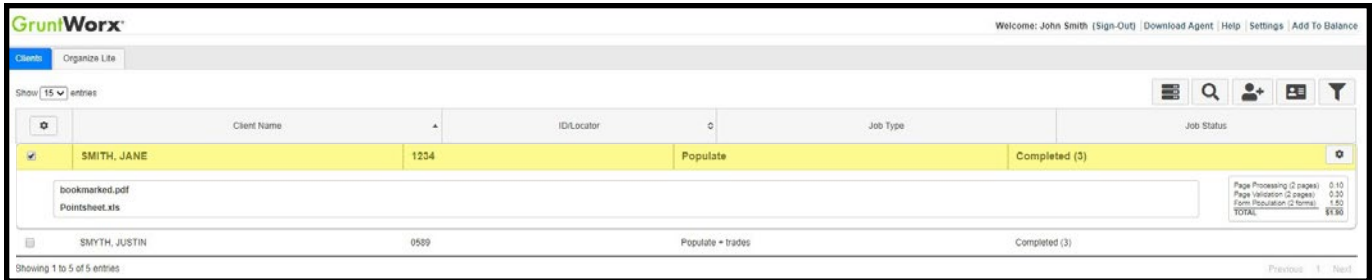 GruntWorx
Welcome: John Smith (Sign-Out) Download Agent Help Settings Add To Balance
Clients Organize Lite
Show 15 entries
Client Name ID/Locator Job Type Job Status
SMITH, JANE 1234 Populate Completed (3)
bookmarked.pdf
Pointsheet.xls
Page Processing (2 pages) 0.10
Page Validation (2 pages) 0.30
Form Population (2 forms) 1.50
TOTAL $1.90
SMYTH, JUSTIN 0589 Populate + trades Completed (3)
Showing 1 to 5 of 5 entries
Previous 1 Next